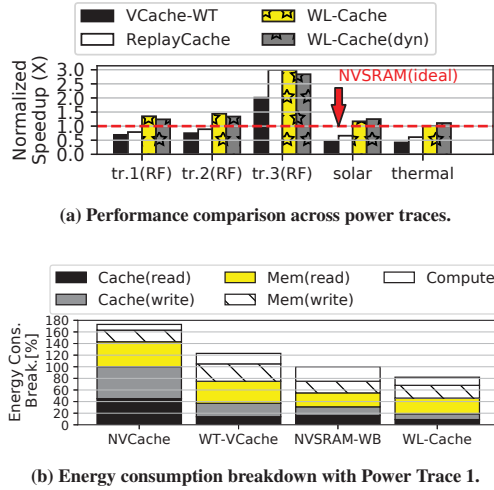 VCache-WT WL-Cache
ReplayCache WL-Cache(dyn)
Normalized
Speedup (X)
3.0
2.5
2.0
1.5
1.0
0.5
0.0
NVSRAM(ideal)
tr.1(RF) tr.2(RF) tr.3(RF) solar thermal
(a) Performance comparison across power traces.
Cache(read) Mem(read) Compute
Cache(write) Mem(write)
Energy Cons.
Break.[%]
180
160
140
120
100
80
60
40
20
0
NVCache WT-VCache NVSRAM-WB WL-Cache
(b) Energy consumption breakdown with Power Trace 1.